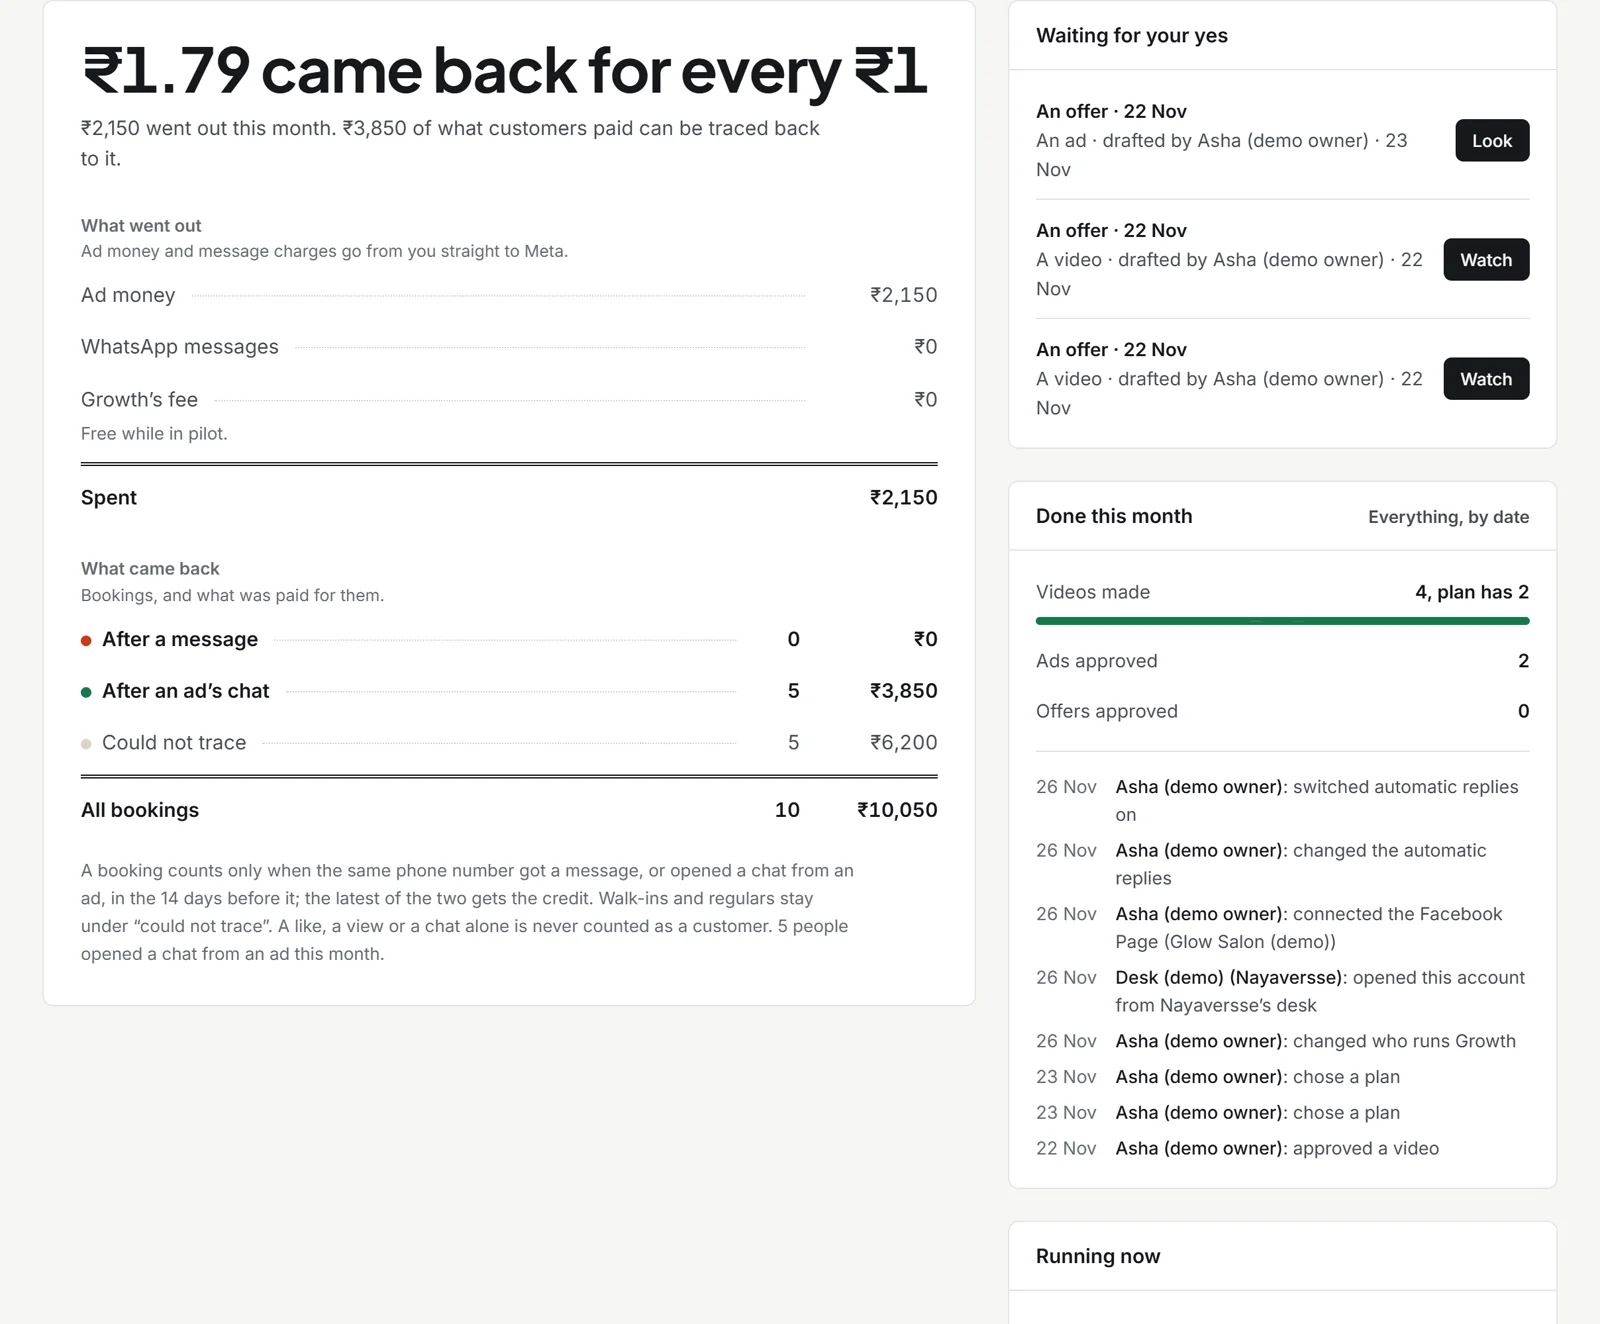 ₹1.79 came back for every ₹1
₹2,150 went out this month. ₹3,850 of what customers paid can be traced back
to it.
What went out
Ad money and message charges go from you straight to Meta.
Ad money ₹2,150
WhatsApp messages ₹0
Growth’s fee ₹0
Free while in pilot.
Spent ₹2,150
What came back
Bookings, and what was paid for them.
After a message 0 ₹0
After an ad’s chat 5 ₹3,850
Could not trace 5 ₹6,200
All bookings 10 ₹10,050
A booking counts only when the same phone number got a message, or opened a chat from an
ad, in the 14 days before it; the latest of the two gets the credit. Walk-ins and regulars stay
under “could not trace”. A like, a view or a chat alone is never counted as a customer. 5 people
opened a chat from an ad this month.
Waiting for your yes
An offer · 22 Nov
An ad · drafted by Asha (demo owner) · 23
Nov
Look
An offer · 22 Nov
A video · drafted by Asha (demo owner) · 22
Nov
Watch
An offer · 22 Nov
A video · drafted by Asha (demo owner) · 22
Nov
Watch
Done this month Everything, by date
Videos made 4, plan has 2
Ads approved 2
Offers approved 0
26 Nov Asha (demo owner): switched automatic replies
on
26 Nov Asha (demo owner): changed the automatic
replies
26 Nov Asha (demo owner): connected the Facebook
Page (Glow Salon (demo))
26 Nov Desk (demo) (Nayaversse): opened this account
from Nayaversse’s desk
26 Nov Asha (demo owner): changed who runs Growth
23 Nov Asha (demo owner): chose a plan
23 Nov Asha (demo owner): chose a plan
22 Nov Asha (demo owner): approved a video
Running now